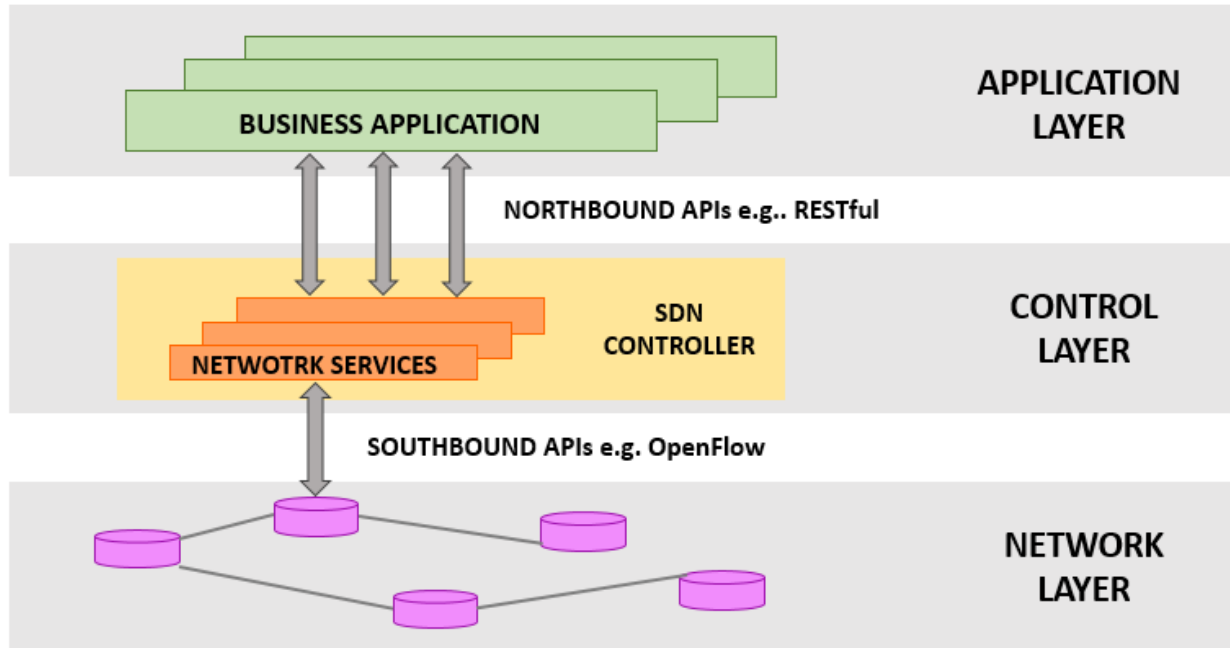 APPLICATION
LAYER
BUSINESS APPLICATION
NORTHBOUND APIs e.g.. RESTful
SDN
CONTROLLER
CONTROL
LAYER
NETWOTRK SERVICES
SOUTHBOUND APIs e.g. OpenFlow
NETWORK
LAYER